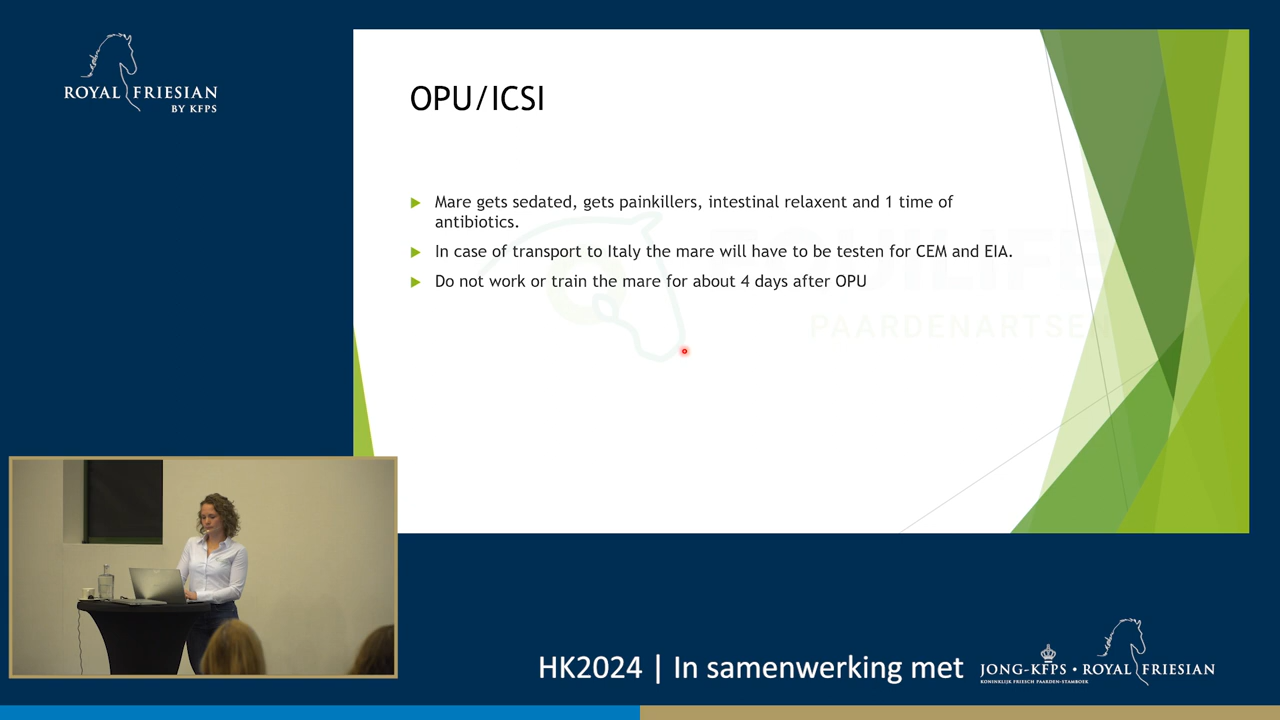 ROYAL FRIESIAN
BY KFPS
OPU/ICSI
Mare gets sedated, gets painkillers, intestinal relaxent and 1 time of
antibiotics.
In case of transport to Italy the mare will have to be testen for CEM and EIA.
Do not work or train the mare for about 4 days after OPU
EQUILIFE
PAARDENARTSEN
HK2024 | In samenwerking met
JONG-KFPS • ROYAL FRIESIAN
KONINKLIJK FRIESCH PAARDEN-STAMBOEK